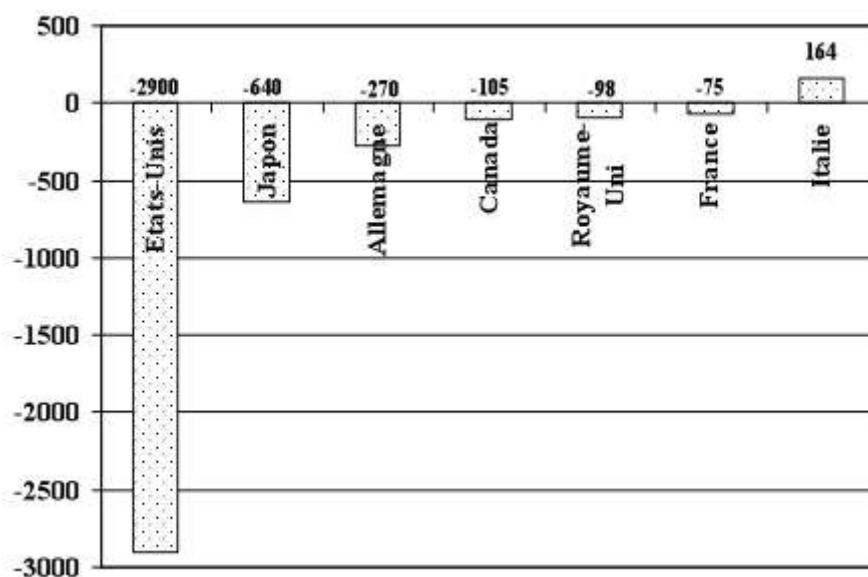 500
0
-500
-1000
-1500
-2000
-2500
-3000
-2900
-640
-270
-105
-98
-75
164
Etats-Unis
Japon
Allemagne
Canada
Royaume-
Uni
France
Italie